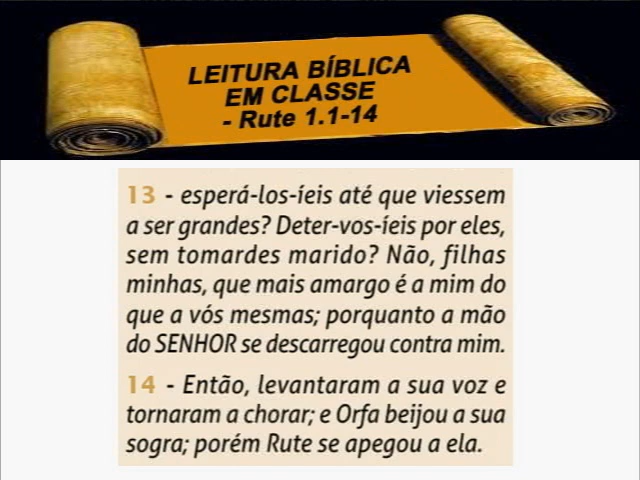 LEITURA BÍBLICA
EM CLASSE
- Rute 1.1-14
13 - esperá-los-íeis até que viessem
a ser grandes? Deter-vos-íeis por eles,
sem tomardes marido? Não, filhas
minhas, que mais amargo é a mim do
que a vós mesmas; porquanto a mão
do SENHOR se descarregou contra mim.
14 - Então, levantaram a sua voz e
tornaram a chorar; e Orfa beijou a sua
sogra; porém Rute se apegou a ela.